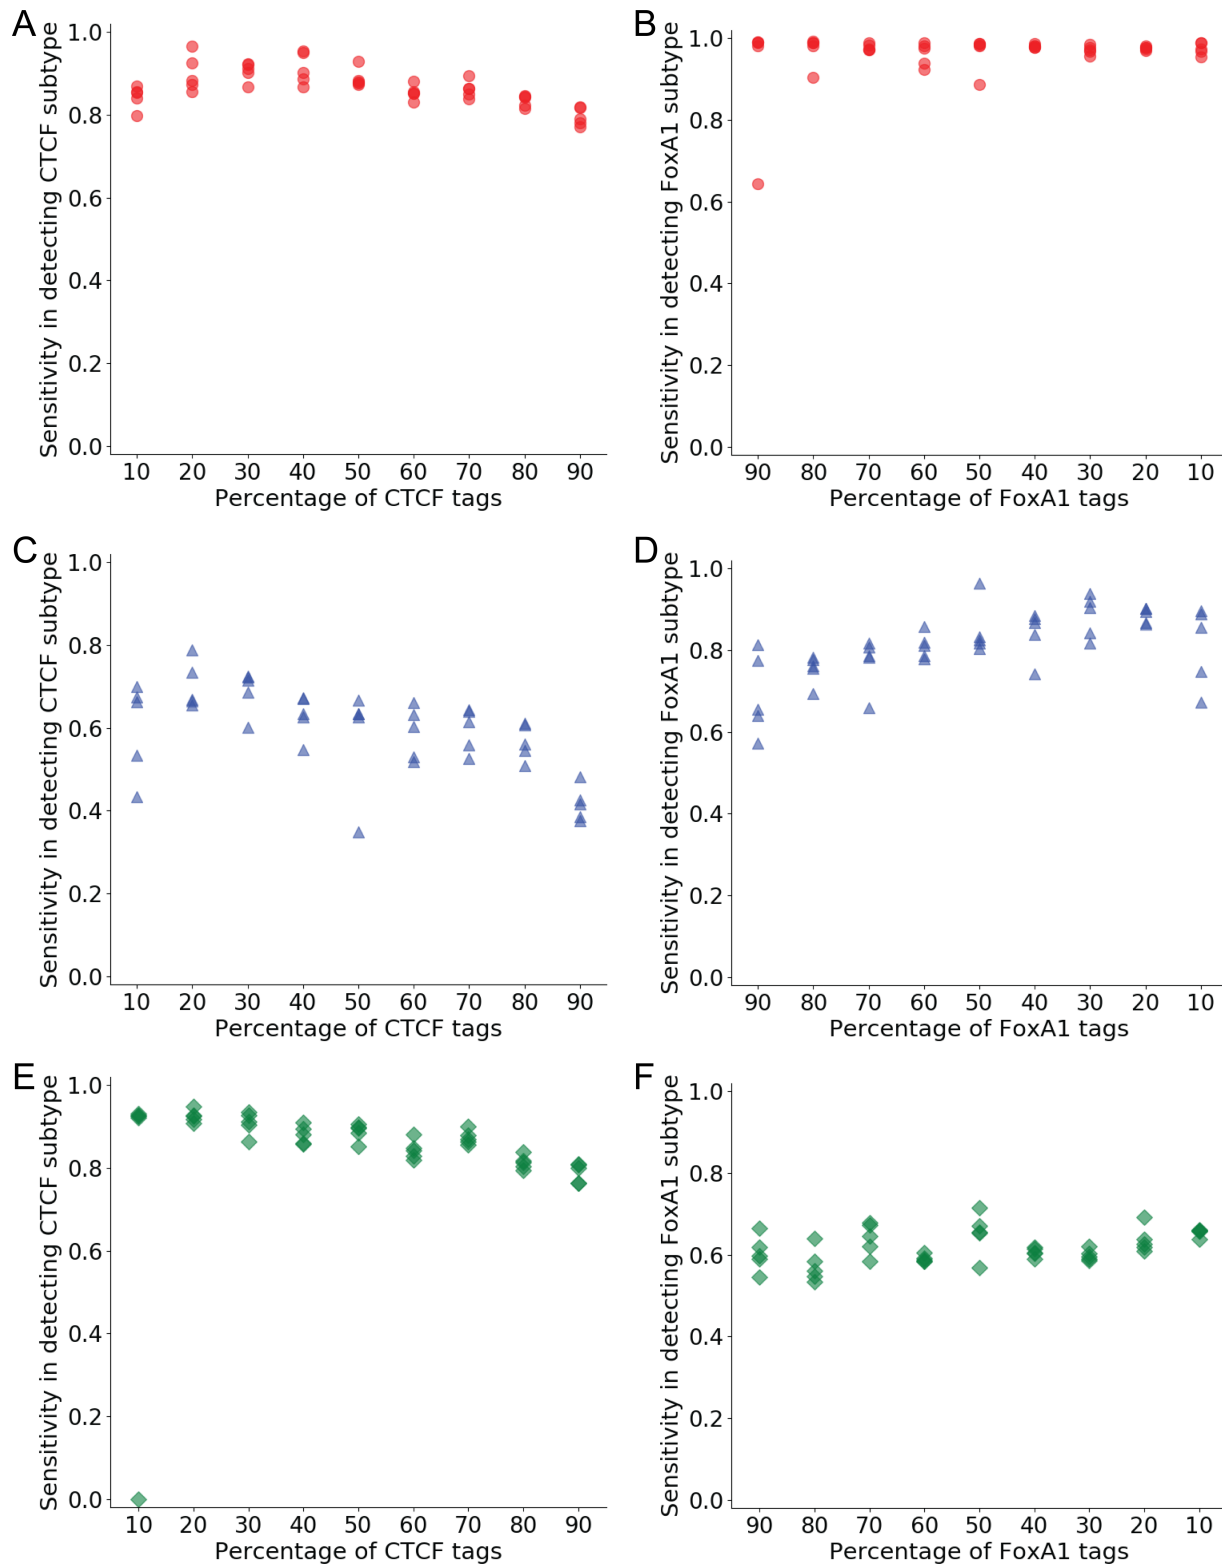 A
Sensitivity in detecting CTCF subtype
1.0
0.8
0.6
0.4
0.2
0.0
10 20 30 40 50 60 70 80 90
Percentage of CTCF tags
B
Sensitivity in detecting FoxA1 subtype
1.0
0.8
0.6
0.4
0.2
0.0
90 80 70 60 50 40 30 20 10
Percentage of FoxA1 tags
C
Sensitivity in detecting CTCF subtype
1.0
0.8
0.6
0.4
0.2
0.0
10 20 30 40 50 60 70 80 90
Percentage of CTCF tags
D
Sensitivity in detecting FoxA1 subtype
1.0
0.8
0.6
0.4
0.2
0.0
90 80 70 60 50 40 30 20 10
Percentage of FoxA1 tags
E
Sensitivity in detecting CTCF subtype
1.0
0.8
0.6
0.4
0.2
0.0
10 20 30 40 50 60 70 80 90
Percentage of CTCF tags
F
Sensitivity in detecting FoxA1 subtype
1.0
0.8
0.6
0.4
0.2
0.0
90 80 70 60 50 40 30 20 10
Percentage of FoxA1 tags